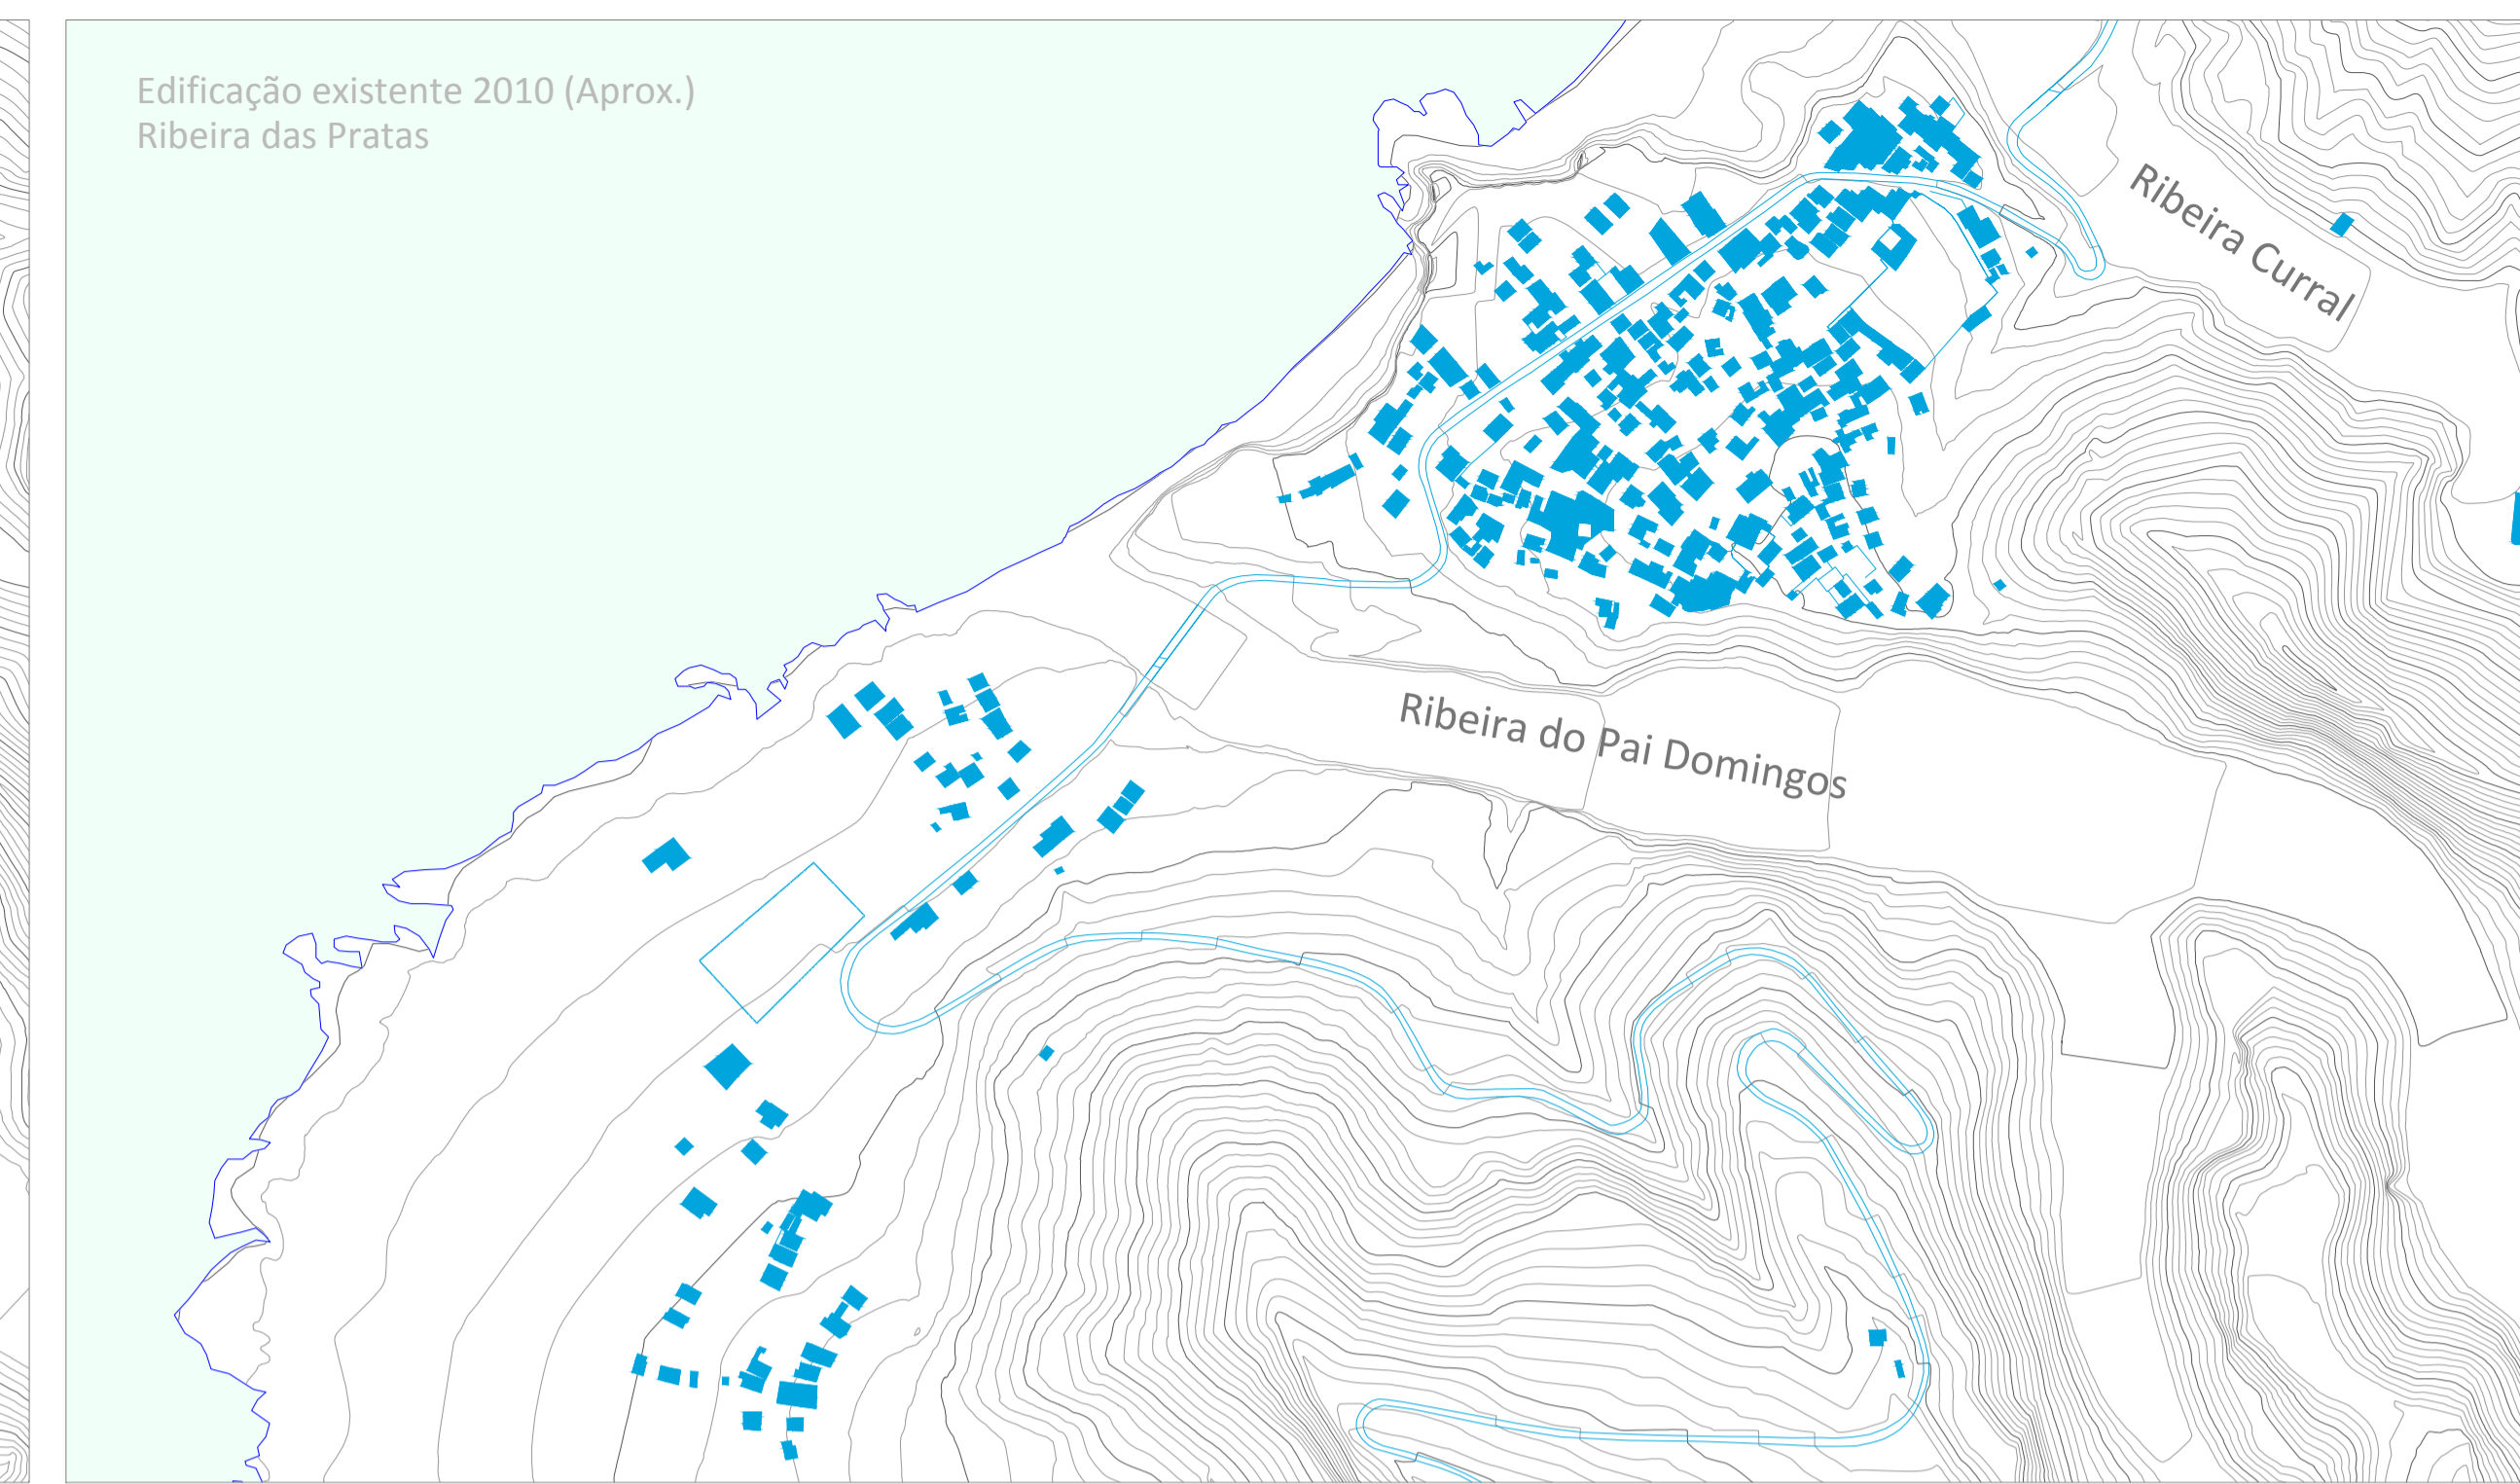 Edificação existente 2010 (Aprox.)
Ribeira das Pratas
Ribeira Curral
Ribeira do Pai Domingos